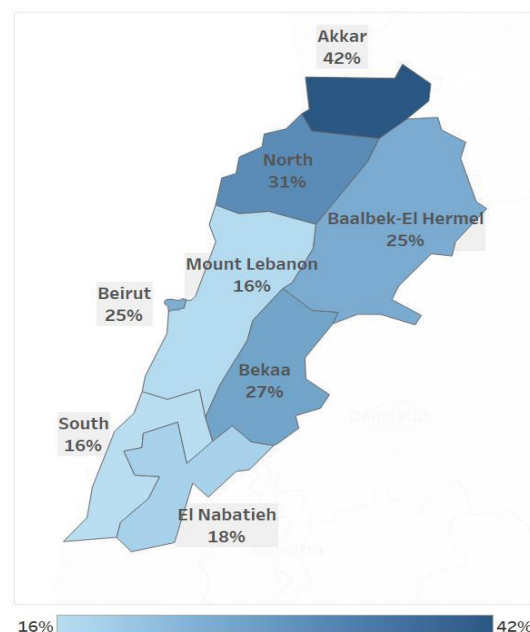 Akkar
42%
North
31%
Baalbek-El Hermel
25%
Mount Lebanon
16%
Beirut
25%
Bekaa
27%
South
16%
El Nabatieh
18%
Damascus
16%
42%